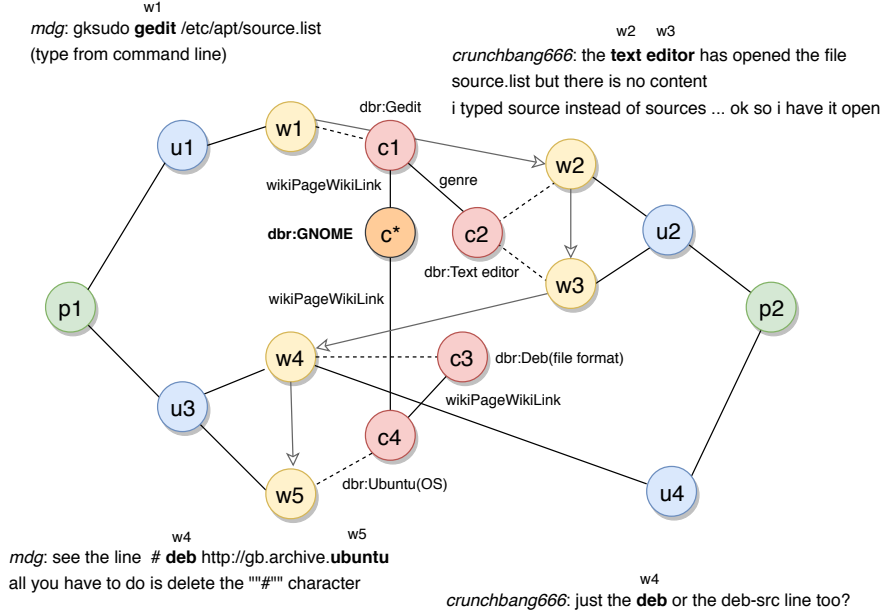 w1
mdg: gksudo gedit /etc/apt/source.list
(type from command line)
w2 w3
crunchbang666: the text editor has opened the file
source.list but there is no content
i typed source instead of sources ... ok so i have it open
dbr:Gedit
u1
w1
c1
w2
wikiPageWikiLink
genre
dbr:GNOME
c*
c2
u2
dbr:Text editor
w3
wikiPageWikiLink
p1
p2
w4
c3
dbr:Deb(file format)
wikiPageWikiLink
u3
c4
dbr:Ubuntu(OS)
w5
u4
w4 w5
mdg: see the line # deb http://gb.archive.ubuntu
all you have to do is delete the ""#"" character
w4
crunchbang666: just the deb or the deb-src line too?